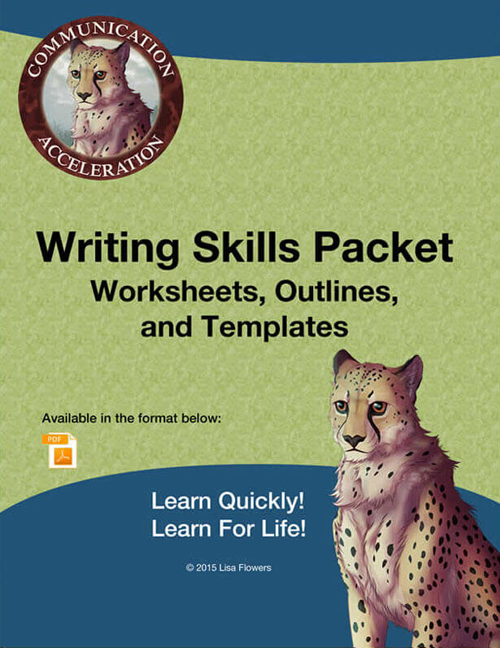 COMMUNICATION
ACCELERATION
Writing Skills Packet
Worksheets, Outlines,
and Templates
Available in the format below:
PDF
Learn Quickly!
Learn For Life!
© 2015 Lisa Flowers